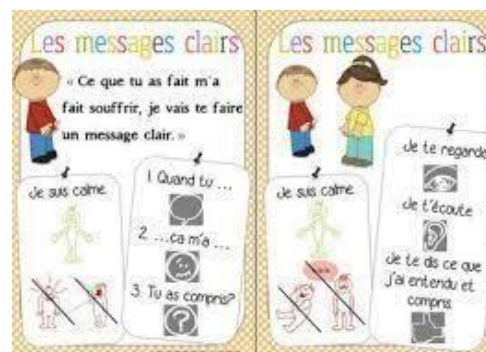 Les messages clairs
« Ce que tu as fait m'a
fait souffrir, je vais te faire
un message clair. »
Je suis calme
1. Quand tu ...
2. ...ça m'a ...
3. Tu as compris?
Les messages clairs
Je suis calme
Je te regarde
Je t'écoute
Je te dis ce que
j'ai entendu et
compris